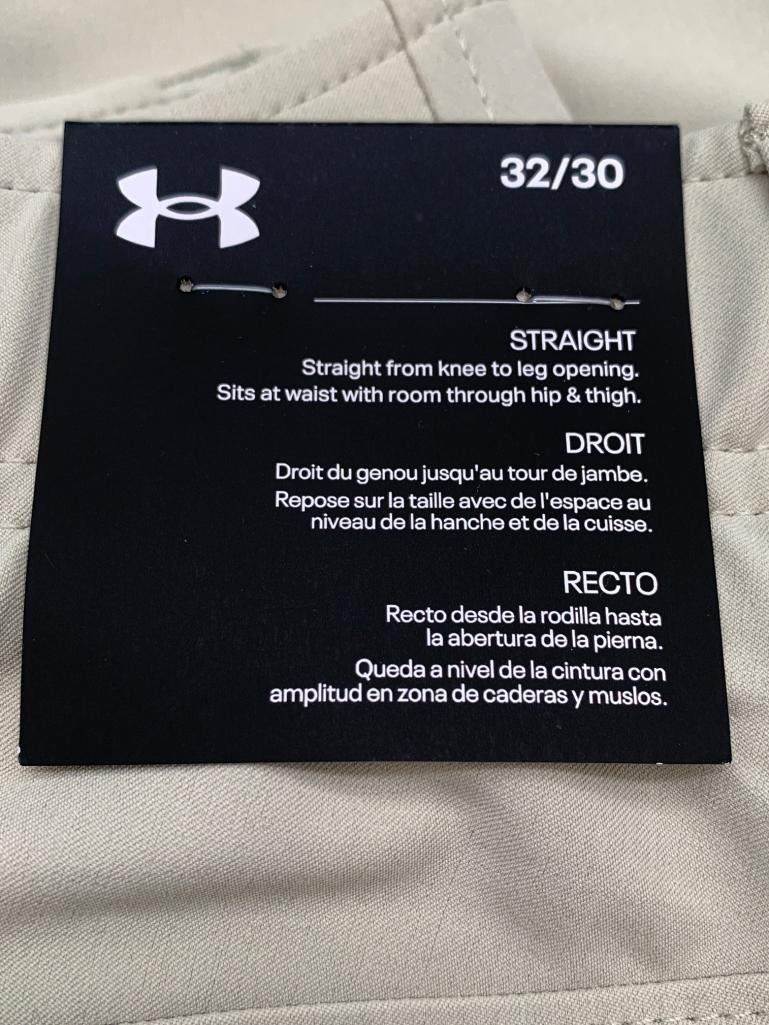 32/30
STRAIGHT
Straight from knee to leg opening.
Sits at waist with room through hip & thigh.
DROIT
Droit du genou jusqu'au tour de jambe.
Repose sur la taille avec de l'espace au
niveau de la hanche et de la cuisse.
RECTO
Recto desde la rodilla hasta
la abertura de la pierna.
Queda a nivel de la cintura con
amplitud en zona de caderas y muslos.